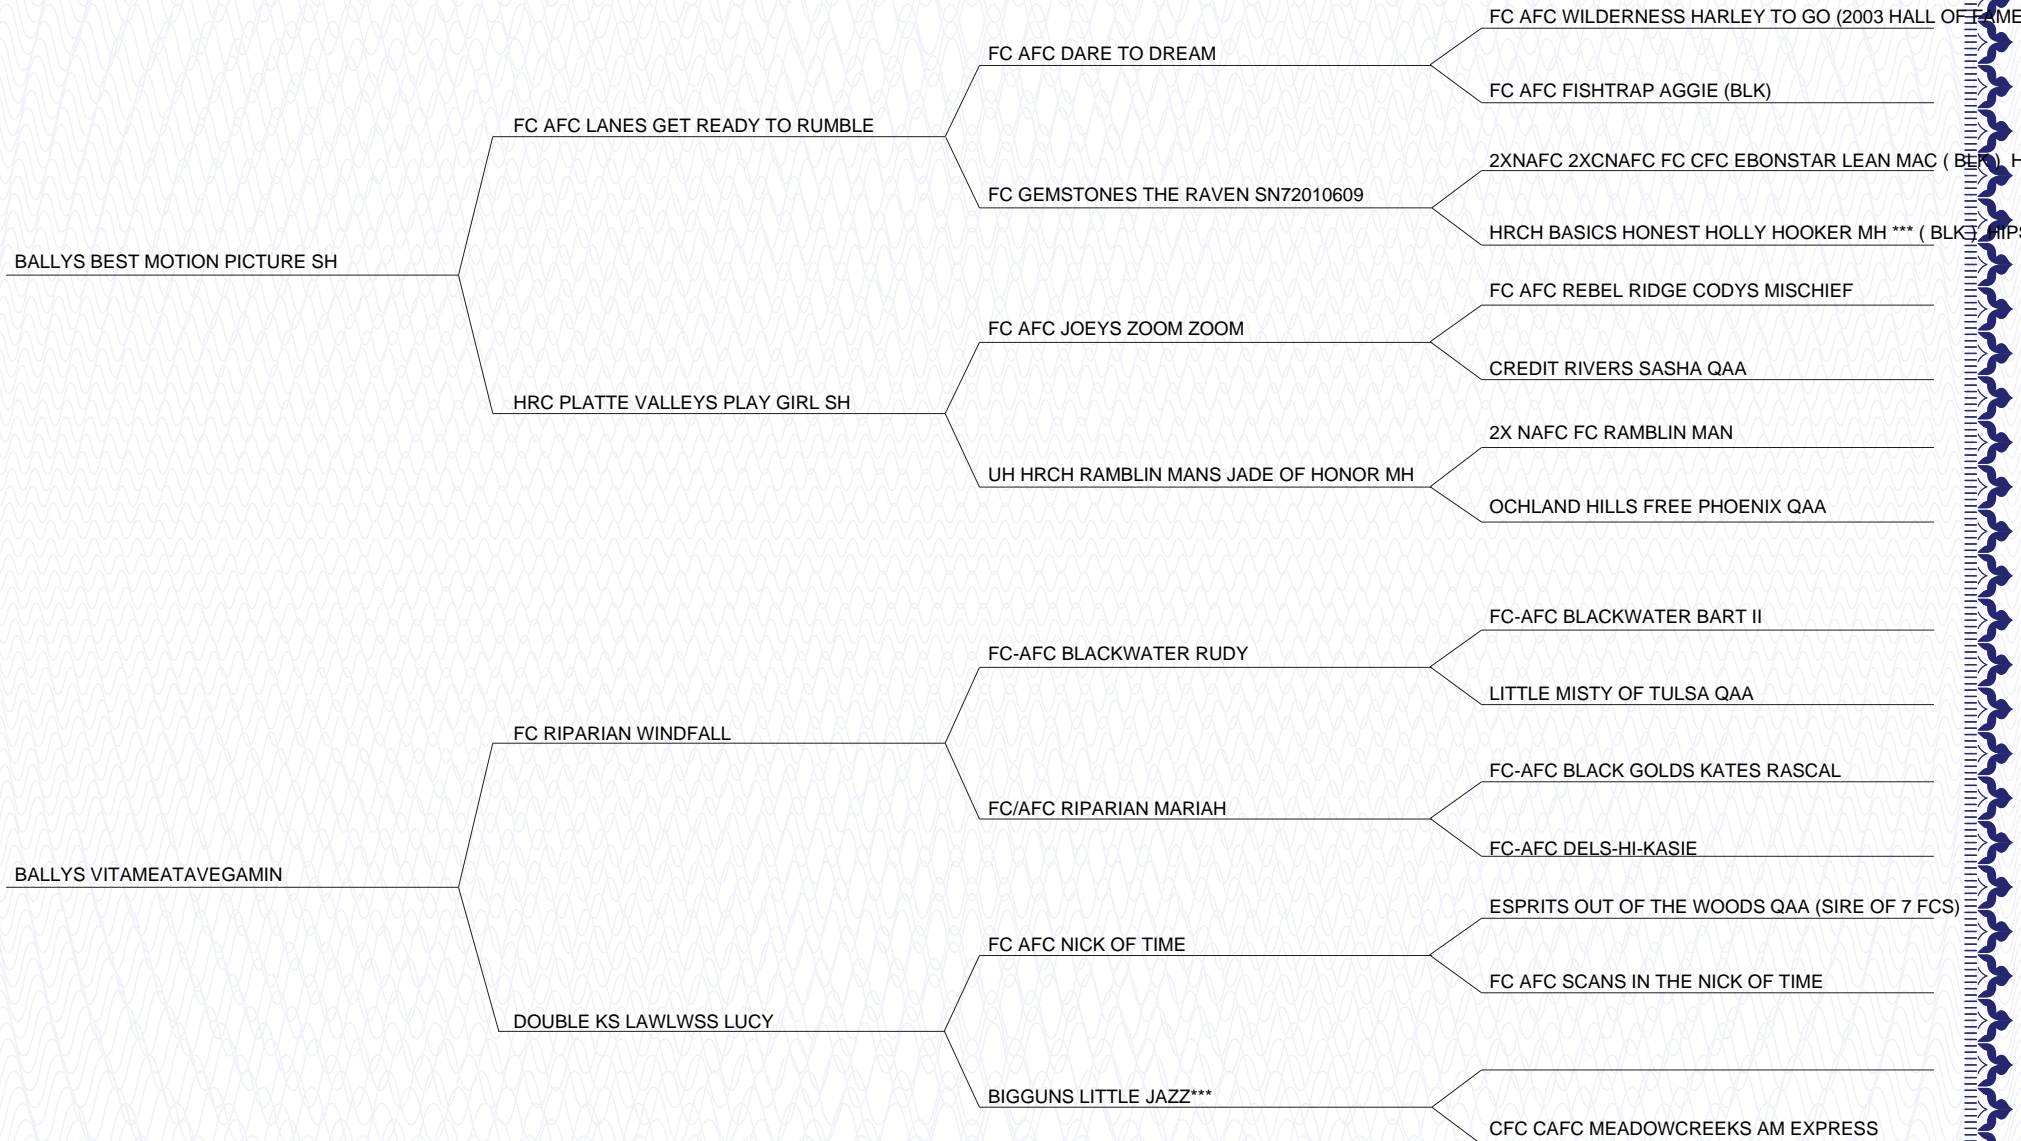 FC AFC WILDERNESS HARLEY TO GO (2003 HALL OF FAME
FC AFC DARE TO DREAM
FC AFC FISHTRAP AGGIE (BLK)
FC AFC LANES GET READY TO RUMBLE
2XNAFC 2XCNAFC FC CFC EBONSTAR LEAN MAC ( BLK ) H
FC GEMSTONES THE RAVEN SN72010609
HRCH BASICS HONEST HOLLY HOOKER MH *** ( BLK ) HIPS
BALLYS BEST MOTION PICTURE SH
FC AFC REBEL RIDGE CODYS MISCHIEF
FC AFC JOEYS ZOOM ZOOM
CREDIT RIVERS SASHA QAA
HRC PLATTE VALLEYS PLAY GIRL SH
2X NAFC FC RAMBLIN MAN
UH HRCH RAMBLIN MANS JADE OF HONOR MH
OCHLAND HILLS FREE PHOENIX QAA
FC-AFC BLACKWATER BART II
FC-AFC BLACKWATER RUDY
LITTLE MISTY OF TULSA QAA
FC RIPARIAN WINDFALL
FC-AFC BLACK GOLDS KATES RASCAL
FC/AFC RIPARIAN MARIAH
FC-AFC DELS-HI-KASIE
BALLYS VITAMEATAVEGAMIN
ESPRITS OUT OF THE WOODS QAA (SIRE OF 7 FCS)
FC AFC NICK OF TIME
FC AFC SCANS IN THE NICK OF TIME
DOUBLE KS LAWLWSS LUCY
BIGGUNS LITTLE JAZZ***
CFC CAFC MEADOWCREEKS AM EXPRESS